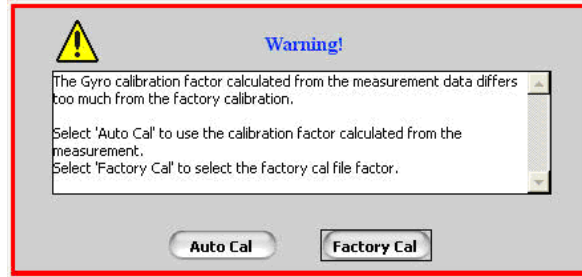 Warning!
The Gyro calibration factor calculated from the measurement data differs
too much from the factory calibration.
Select 'Auto Cal' to use the calibration factor calculated from the
measurement.
Select 'Factory Cal' to select the factory cal file factor.
Auto Cal
Factory Cal